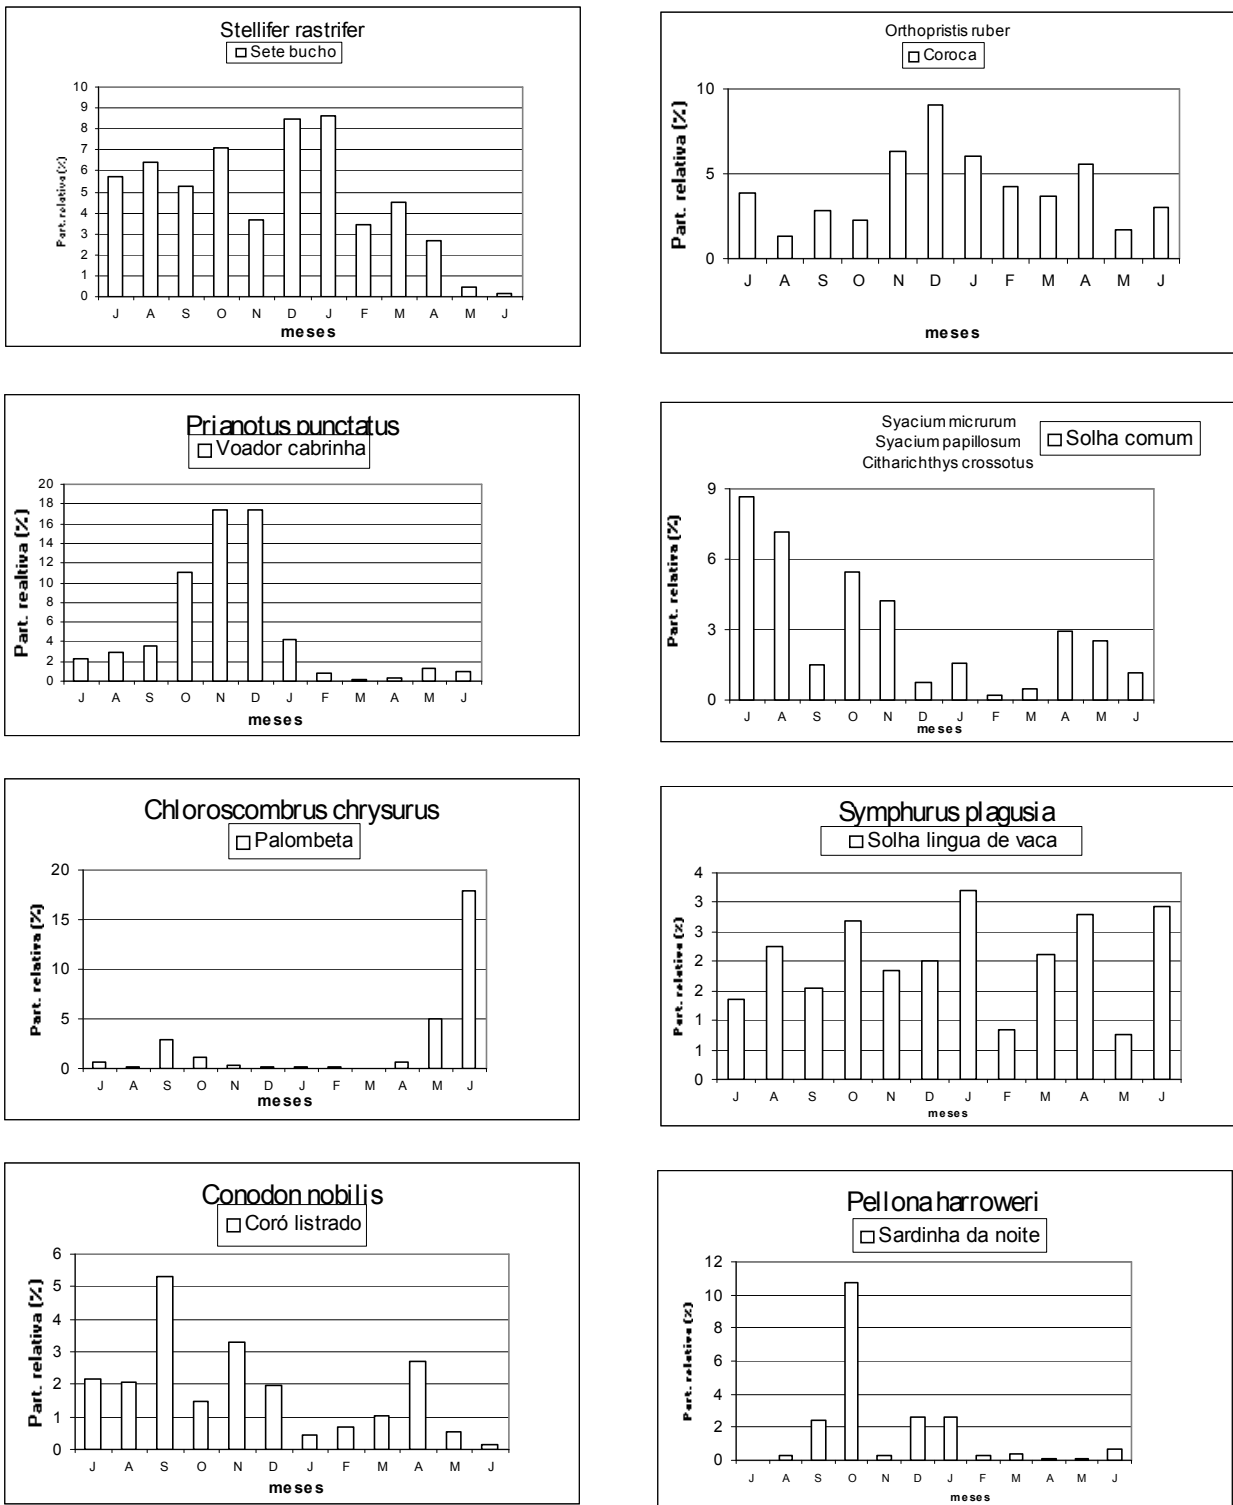 Stellifer rastrifer
Sete bucho
Part. relativa (%)
10
9
8
7
6
5
4
3
2
1
0
J A S O N D J F M A M J
meses
Orthopristis ruber
Coroca
Part. relativa (%)
10
5
0
J A S O N D J F M A M J
meses
Prianotus punctatus
Voador cabrinha
Part. realtiva (%)
20
18
16
14
12
10
8
6
4
2
0
J A S O N D J F M A M J
meses
Syacium micrurum
Syacium papillosum
Citharichthys crossotus
Solha comum
Part. relativa (%)
9
6
3
0
J A S O N D J F M A M J
meses
Chloroscombrus chrysurus
Palombeta
Part. relativa (%)
20
15
10
5
0
J A S O N D J F M A M J
meses
Symphurus plagusia
Solha lingua de vaca
Part. relativa (%)
4
3
3
2
2
1
1
0
J A S O N D J F M A M J
meses
Conodon nobilis
Coró listrado
Part. relativa (%)
6
5
4
3
2
1
0
J A S O N D J F M A M J
meses
Pellona harroweri
Sardinha da noite
Part. relativa (%)
12
10
8
6
4
2
0
J A S O N D J F M A M J
meses